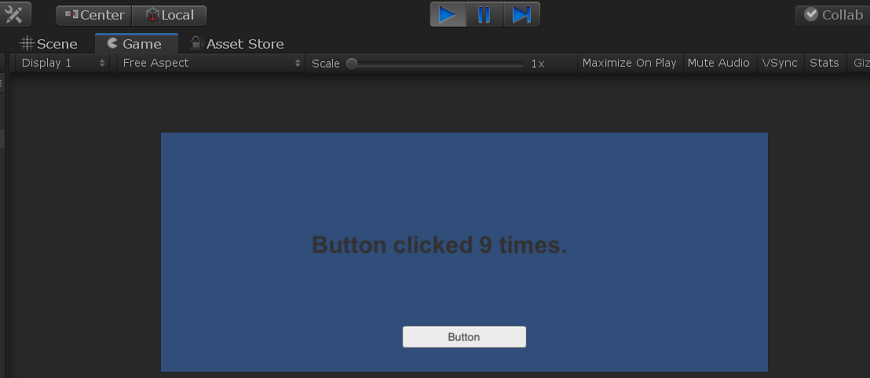 Center Local Collab
Scene Game Asset Store
Display 1 Free Aspect Scale 1x Maximize On Play Mute Audio VSync Stats Giz
Button clicked 9 times.
Button